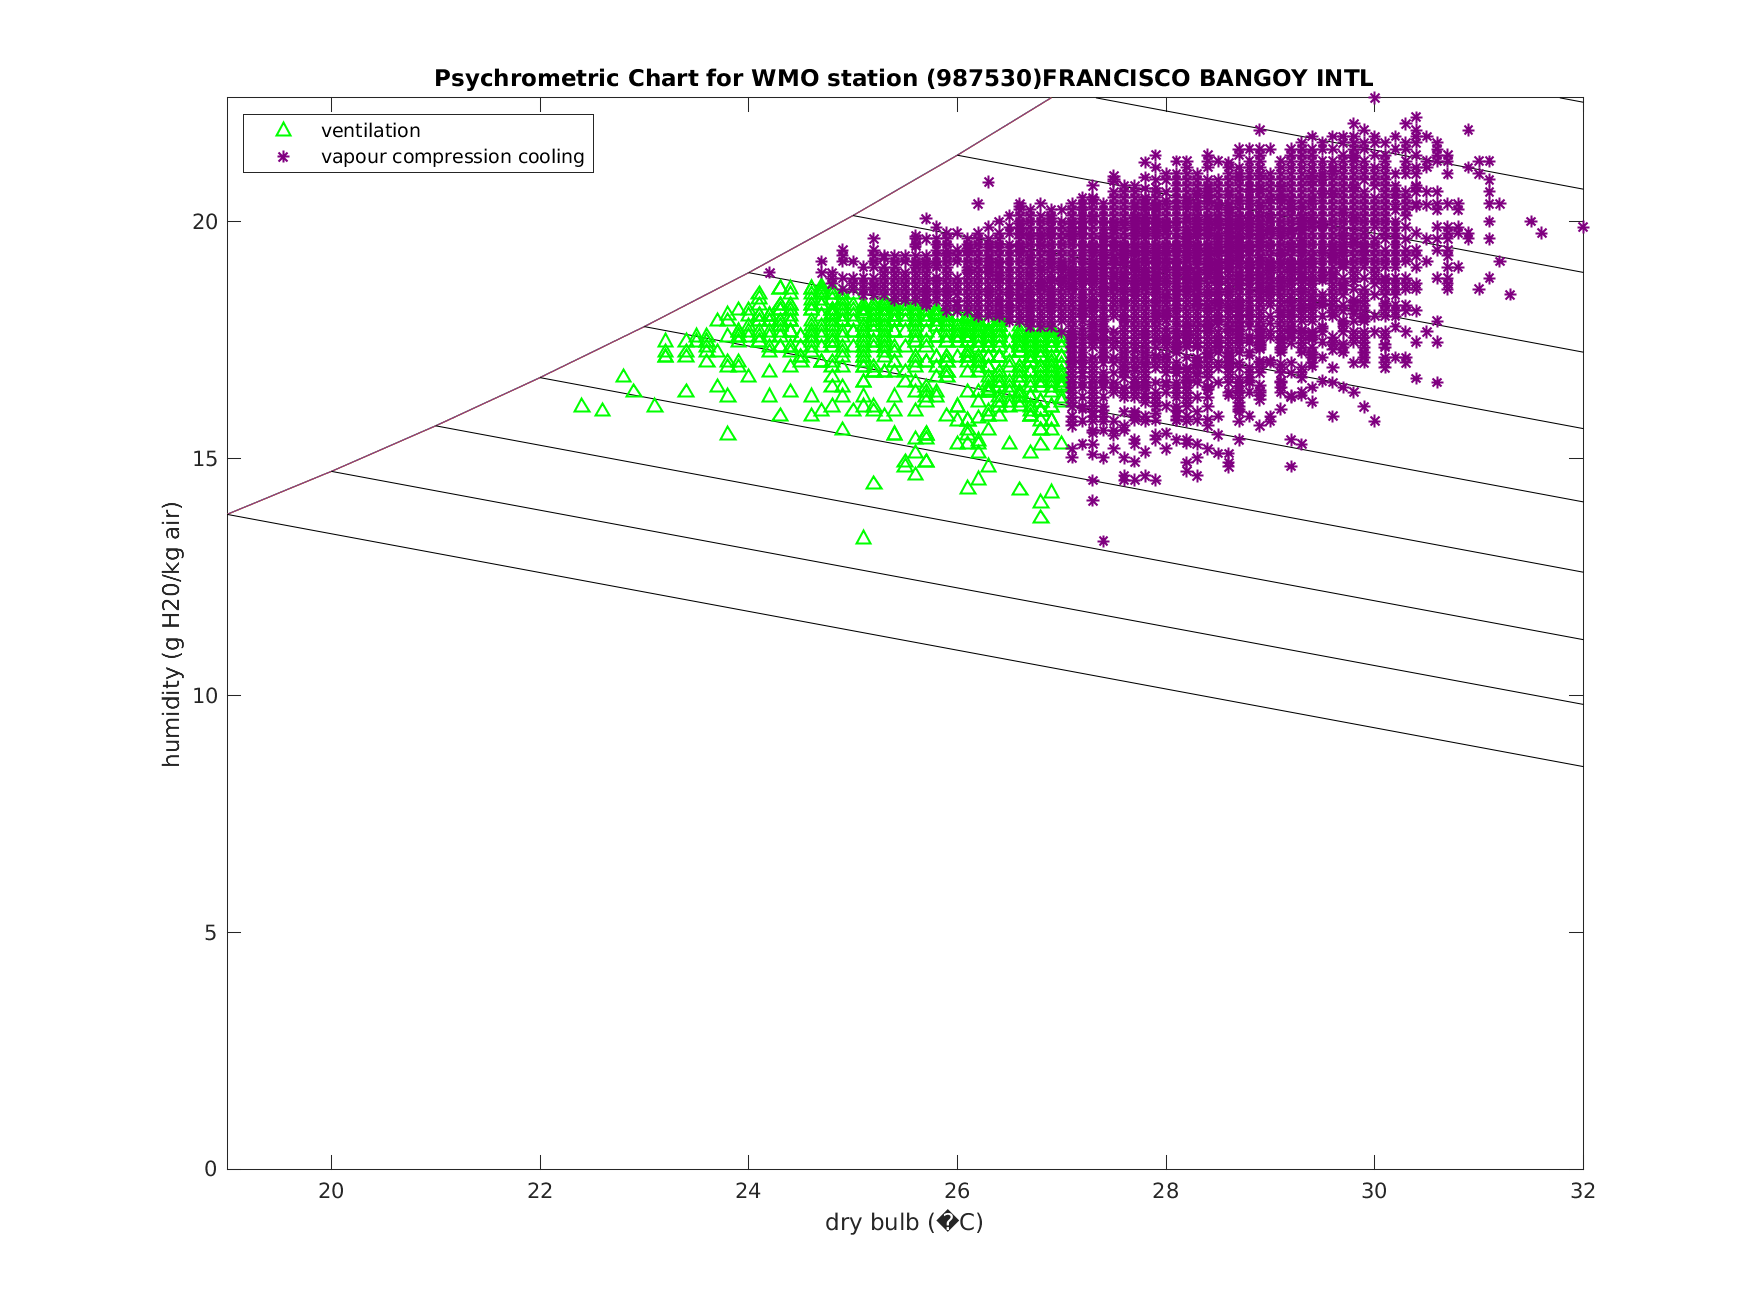 Psychrometric Chart for WMO station (987530)FRANCISCO BANGOY INTL
ventilation
vapour compression cooling
humidity (g H20/kg air)
20
15
10
5
0
20 22 24 26 28 30 32
dry bulb (�C)